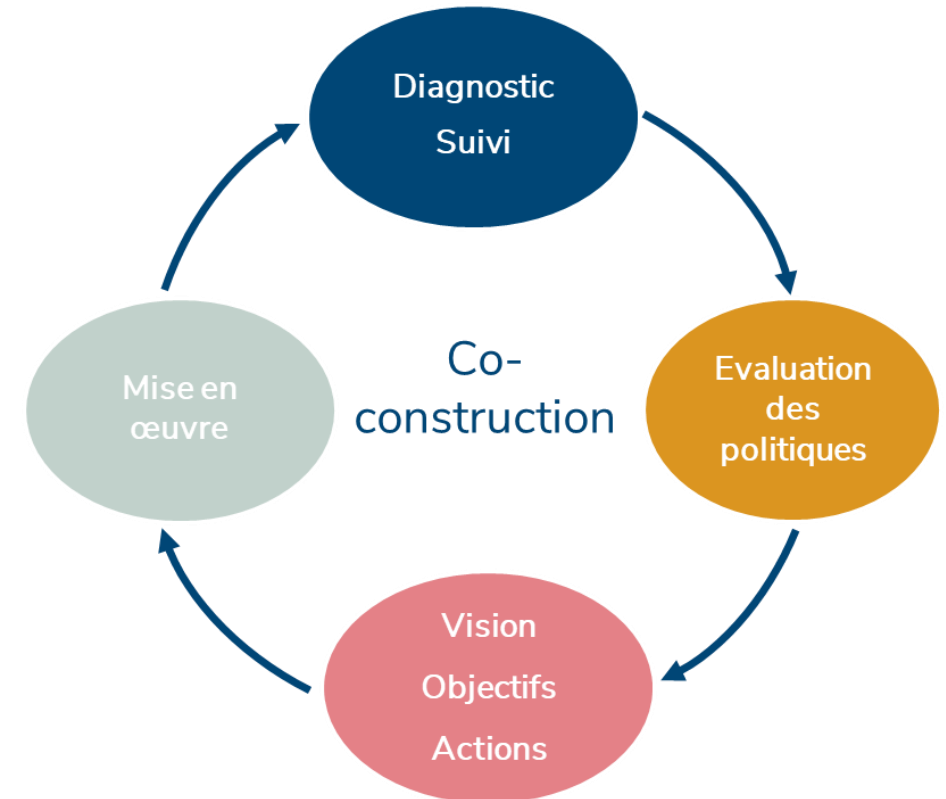 Diagnostic
Suivi
Evaluation
des
politiques
Vision
Objectifs
Actions
Mise en
œuvre
Co-
construction